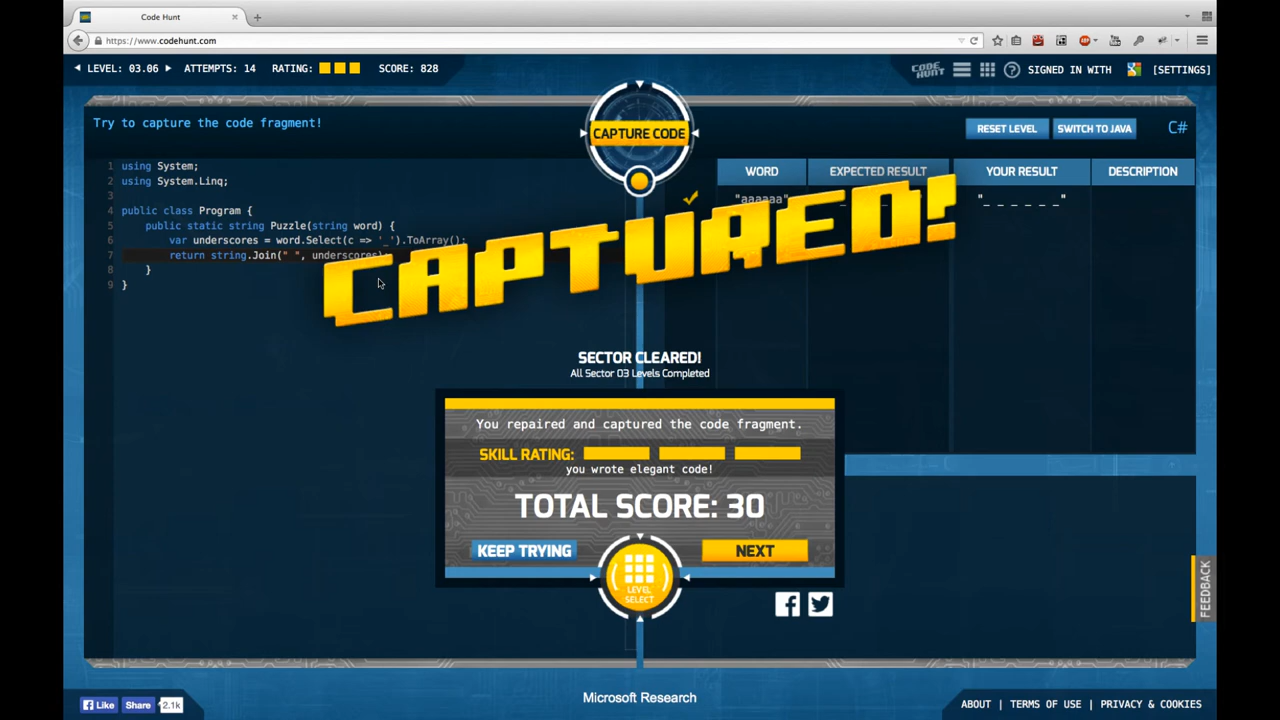 Code Hunt
https://www.codehunt.com
LEVEL: 03.06 ATTEMPTS: 14 RATING: SCORE: 828
CODE HUNT SIGNED IN WITH [SETTINGS]
Try to capture the code fragment!
CAPTURE CODE
RESET LEVEL SWITCH TO JAVA C#
1 using System;
2 using System.Linq;
3
4 public class Program {
5 public static string Puzzle(string word) {
6 var underscores = word.Select(c => '_').ToArray();
7 return string.Join(" ", underscores);
8 }
9 }
WORD EXPECTED RESULT YOUR RESULT DESCRIPTION
"aaaaaa" "_ _ _ _ _ _"
CAPTURED!
SECTOR CLEARED!
All Sector 03 Levels Completed
You repaired and captured the code fragment.
SKILL RATING:
you wrote elegant code!
TOTAL SCORE: 30
KEEP TRYING NEXT
LEVEL
SELECT
FEEDBACK
Like Share 2.1k
Microsoft Research
ABOUT | TERMS OF USE | PRIVACY & COOKIES